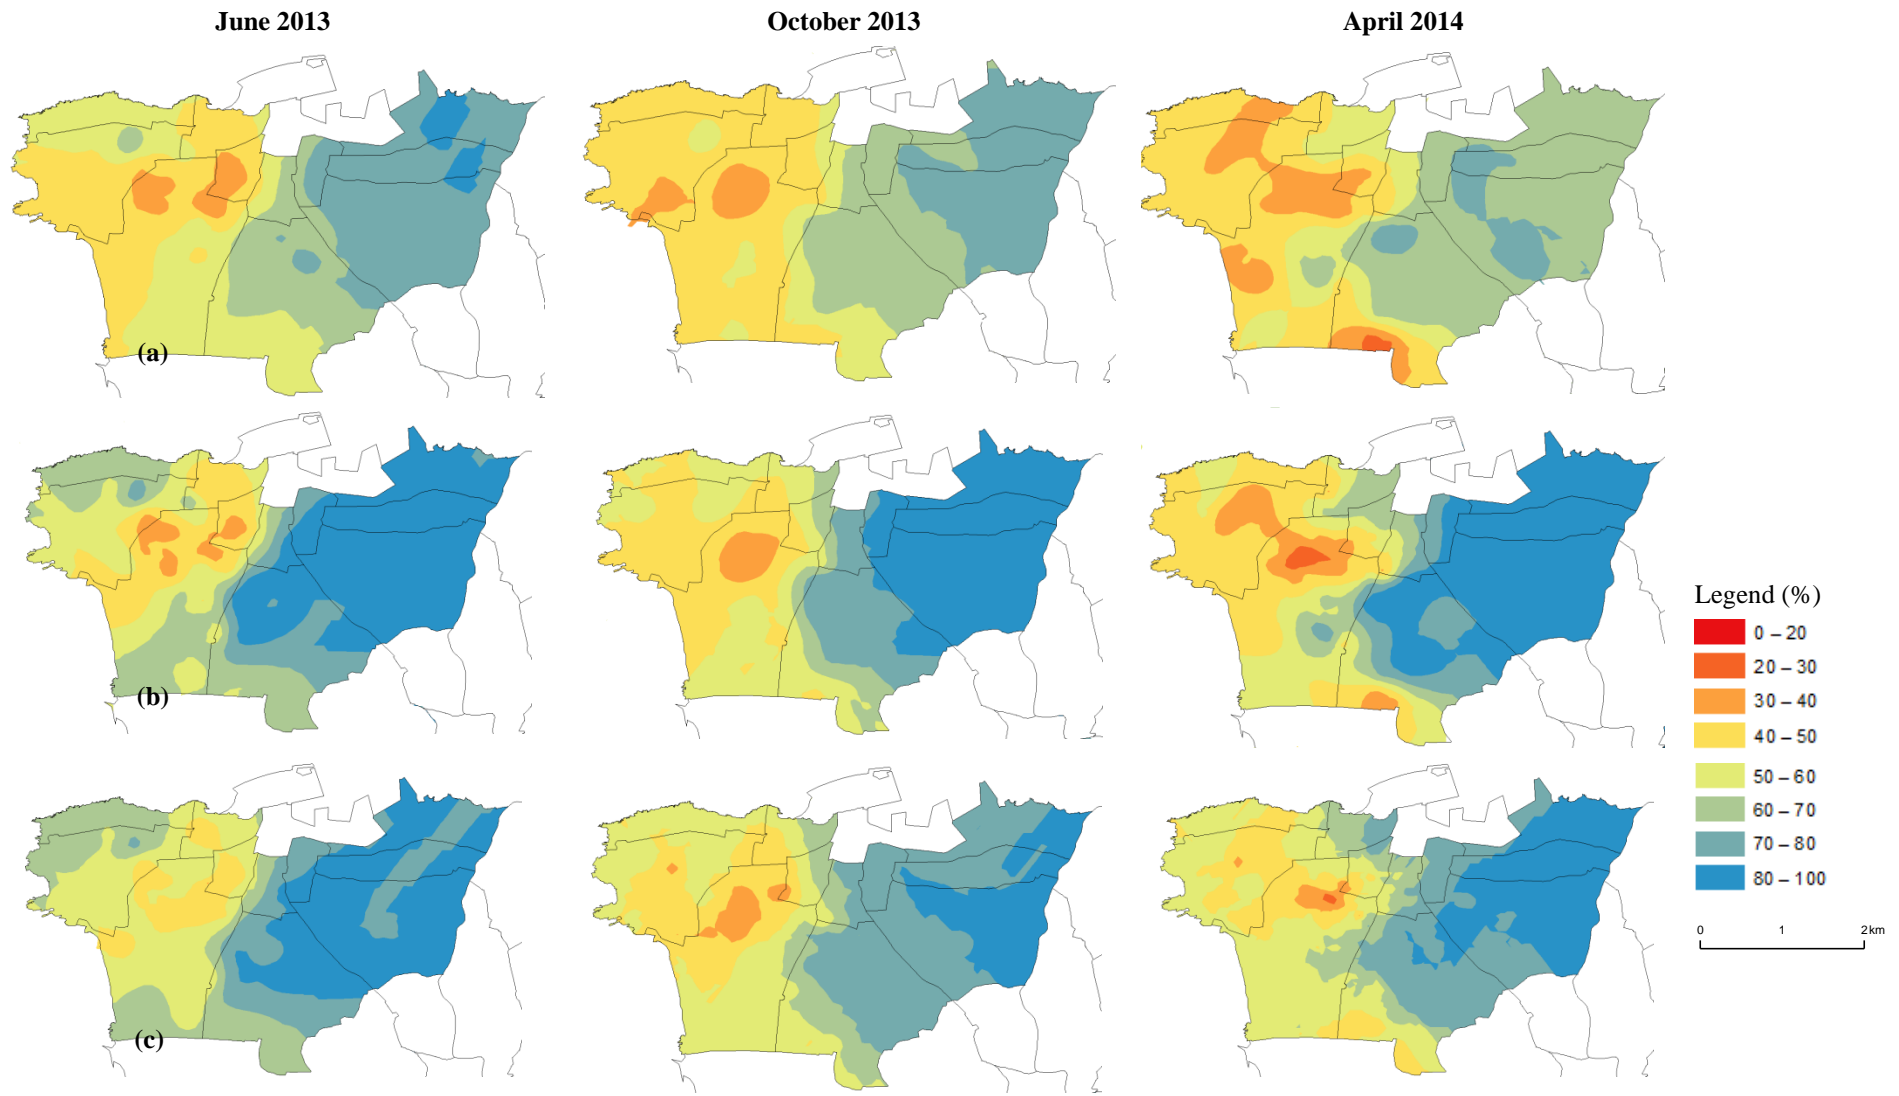 June 2013
October 2013
April 2014
(a)
(b)
Legend (%)
0 – 20
20 – 30
30 – 40
40 – 50
50 – 60
60 – 70
70 – 80
80 – 100
0 1 2 km
(c)